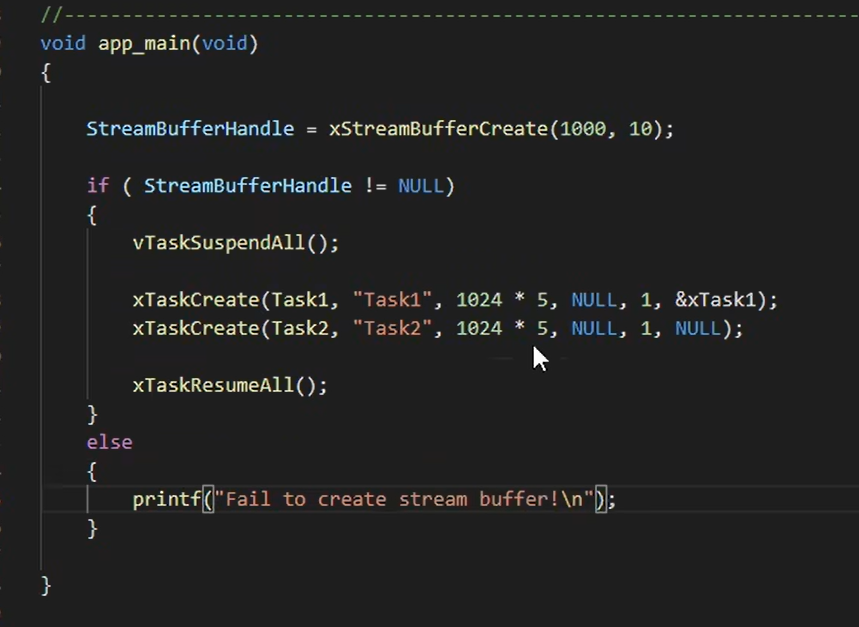 //----------------------------------------------------------------------
void app_main(void)
{
StreamBufferHandle = xStreamBufferCreate(1000, 10);
if ( StreamBufferHandle != NULL)
{
vTaskSuspendAll();
xTaskCreate(Task1, "Task1", 1024 * 5, NULL, 1, &xTask1);
xTaskCreate(Task2, "Task2", 1024 * 5, NULL, 1, NULL);
xTaskResumeAll();
}
else
{
printf("Fail to create stream buffer!\n");
}
}